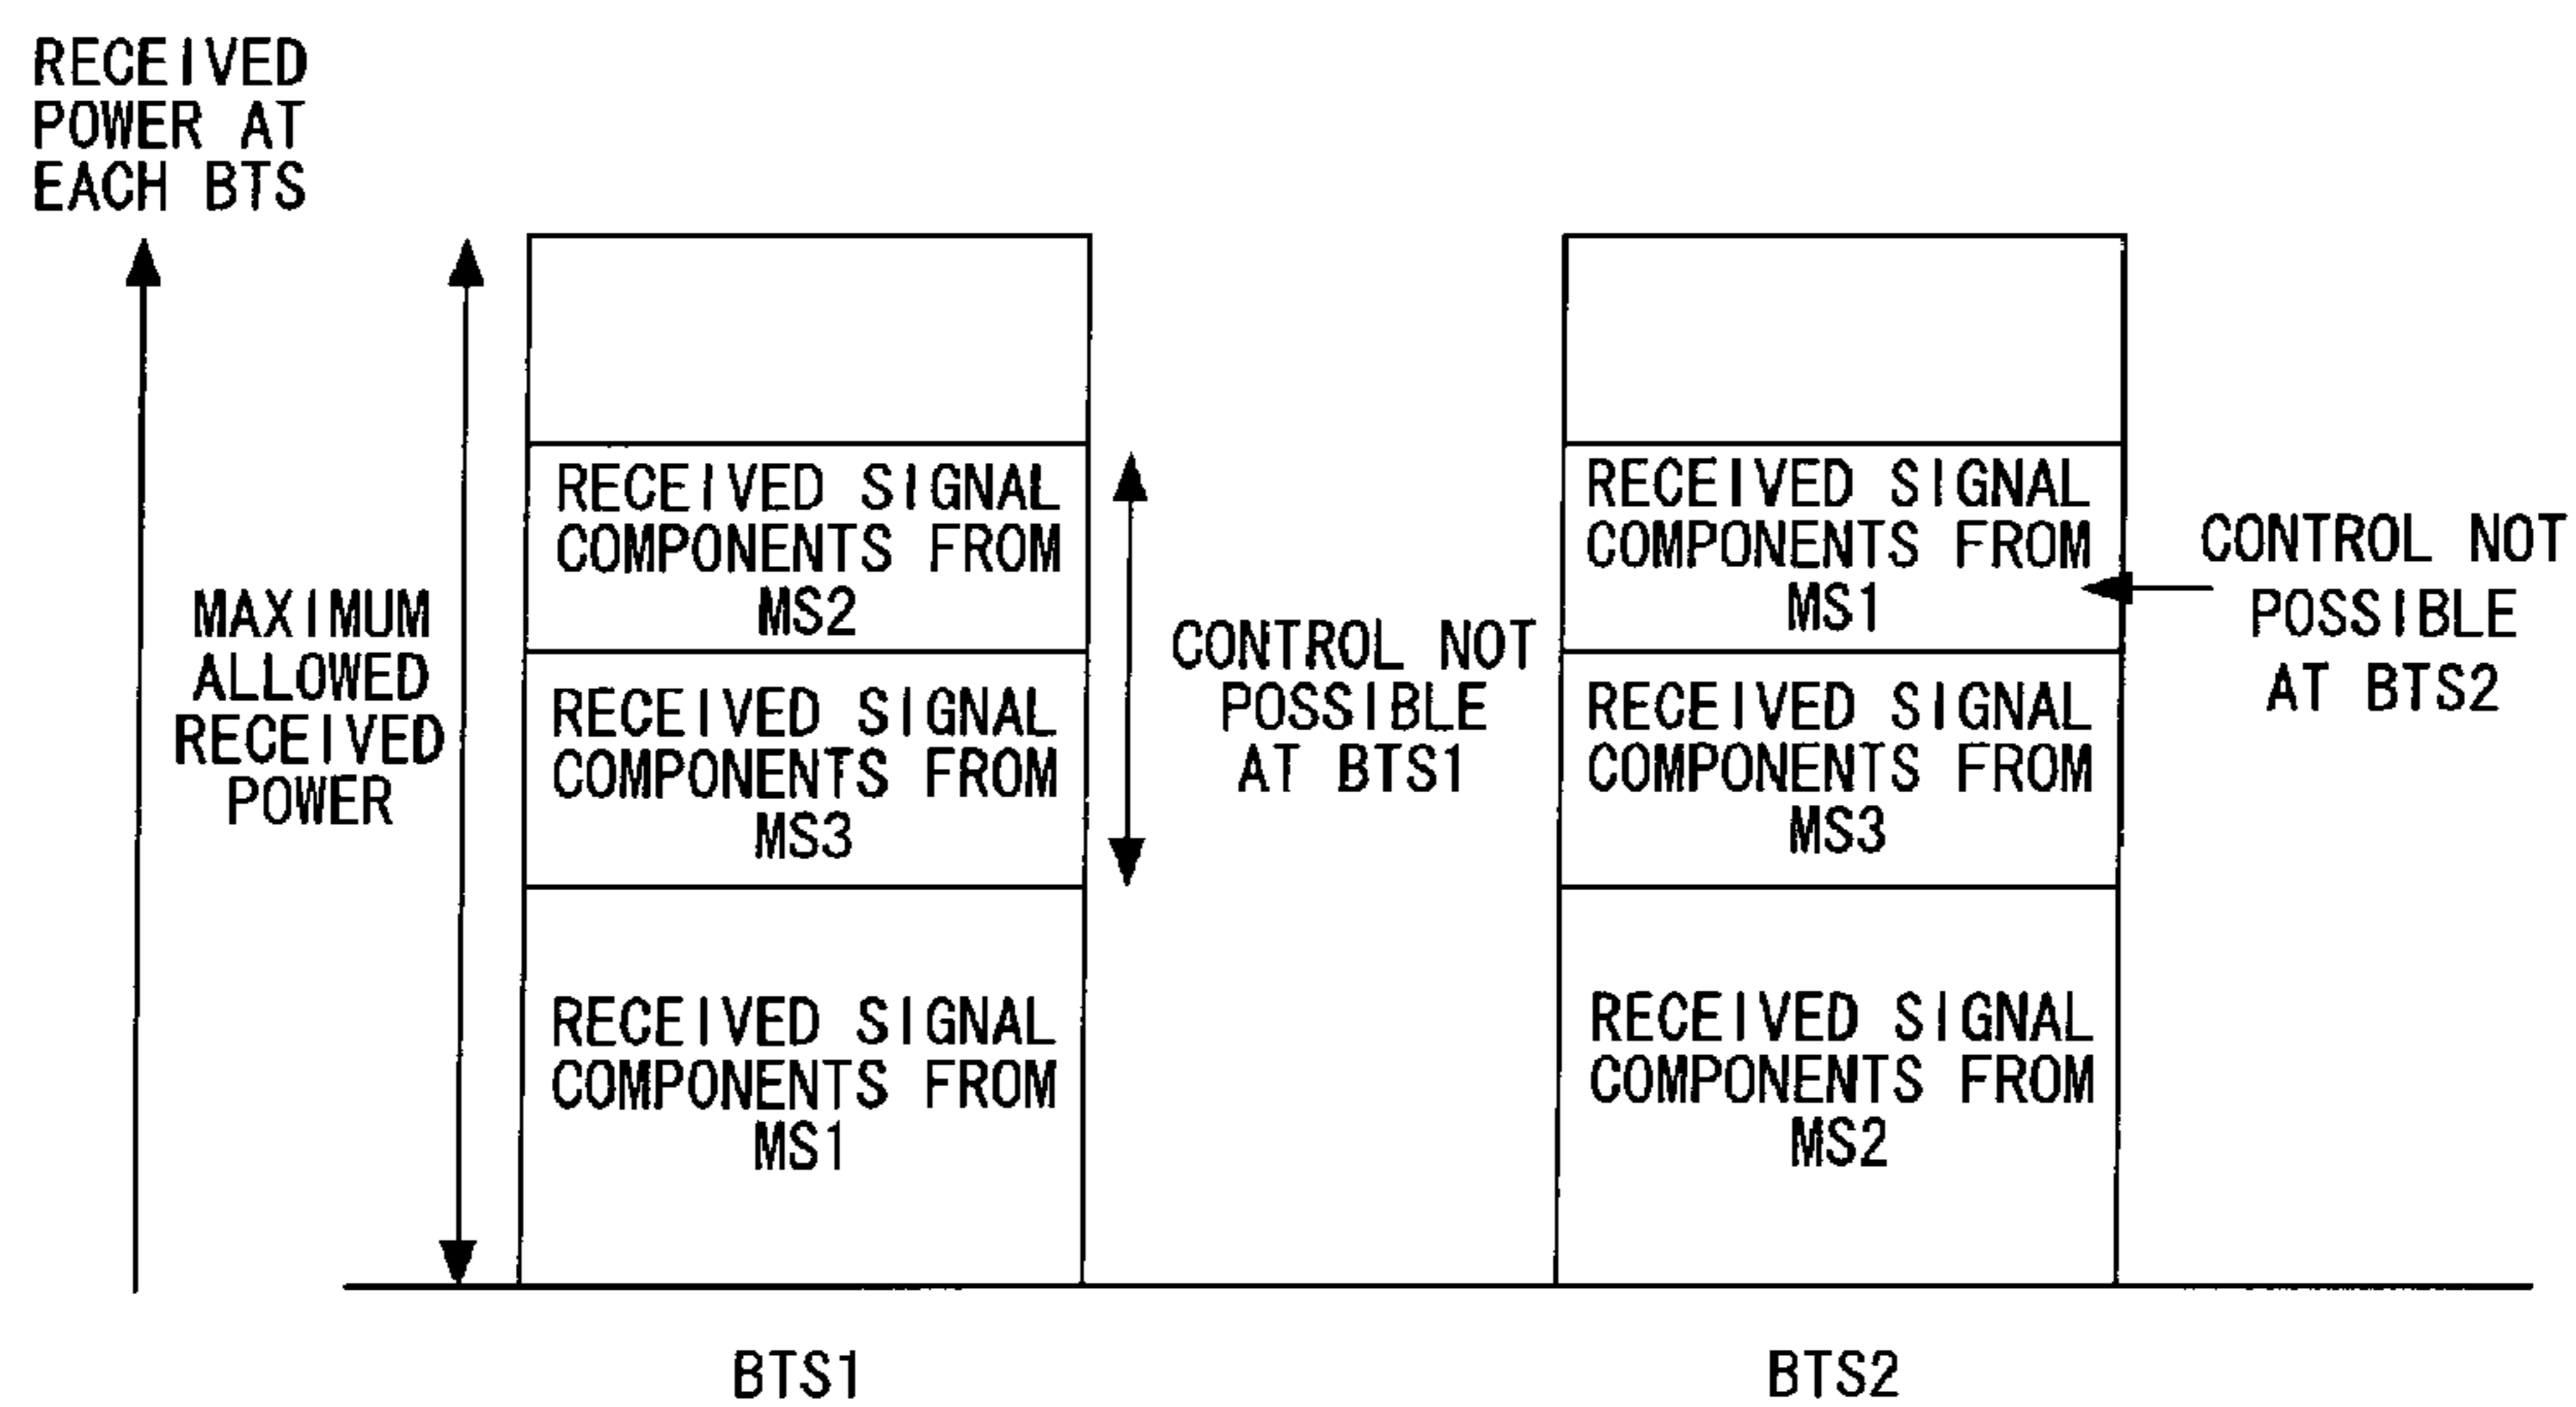 RECEIVED
POWER AT
EACH BTS
MAXIMUM
ALLOWED
RECEIVED
POWER
RECEIVED SIGNAL
COMPONENTS FROM
MS2
RECEIVED SIGNAL
COMPONENTS FROM
MS3
RECEIVED SIGNAL
COMPONENTS FROM
MS1
CONTROL NOT
POSSIBLE
AT BTS1
RECEIVED SIGNAL
COMPONENTS FROM
MS1
RECEIVED SIGNAL
COMPONENTS FROM
MS3
RECEIVED SIGNAL
COMPONENTS FROM
MS2
CONTROL NOT
POSSIBLE
AT BTS2
BTS1
BTS2